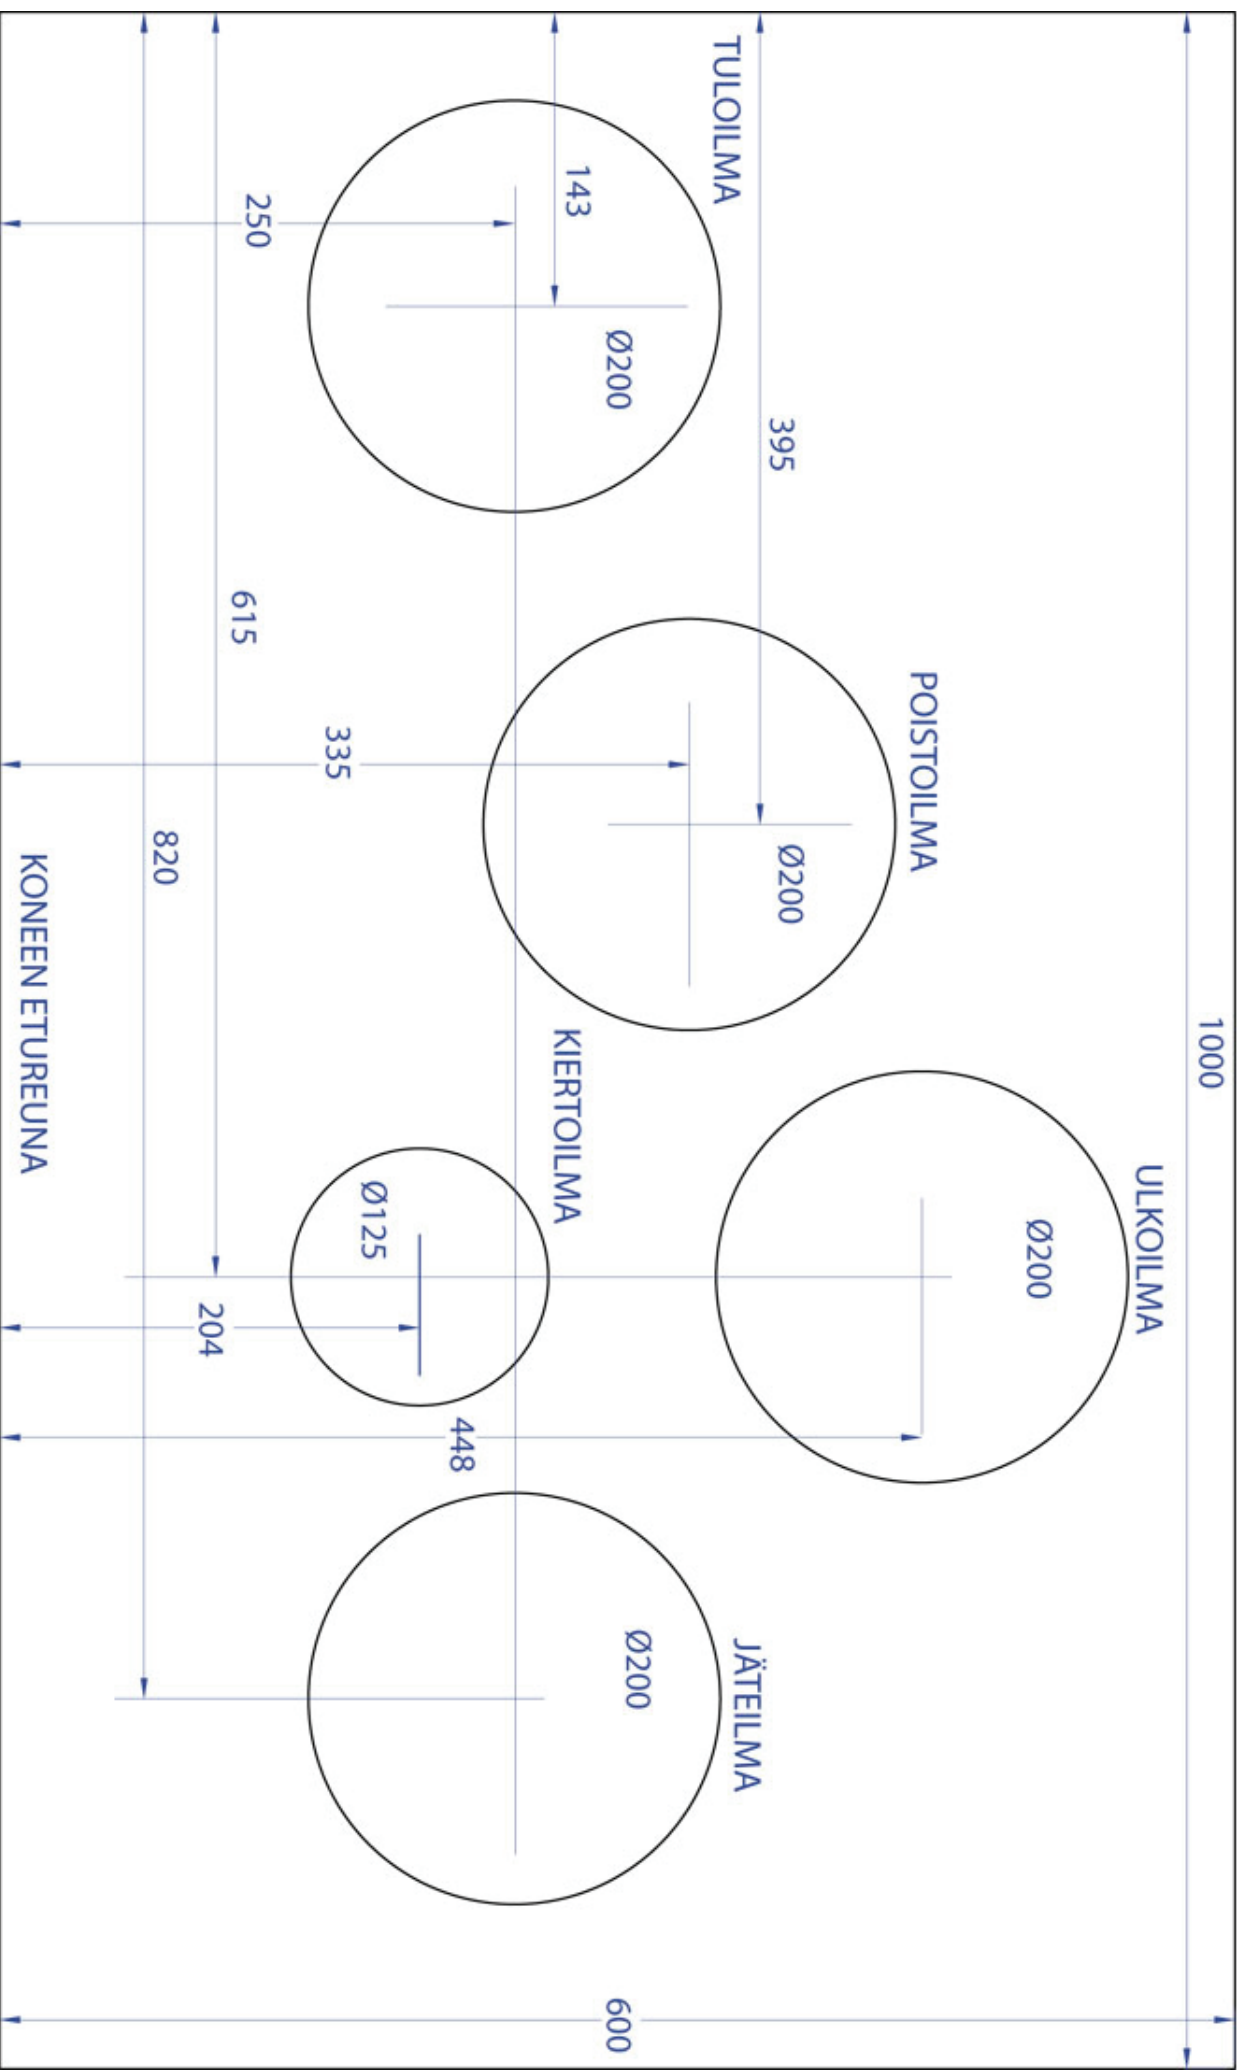 1000
600
ULKOILMA
Ø200
POISTOILMA
Ø200
395
TULOILMA
Ø200
143
JÄTEILMA
Ø200
KIERTOILMA
Ø125
448
335
250
204
615
820
KONEEN ETUREUNA